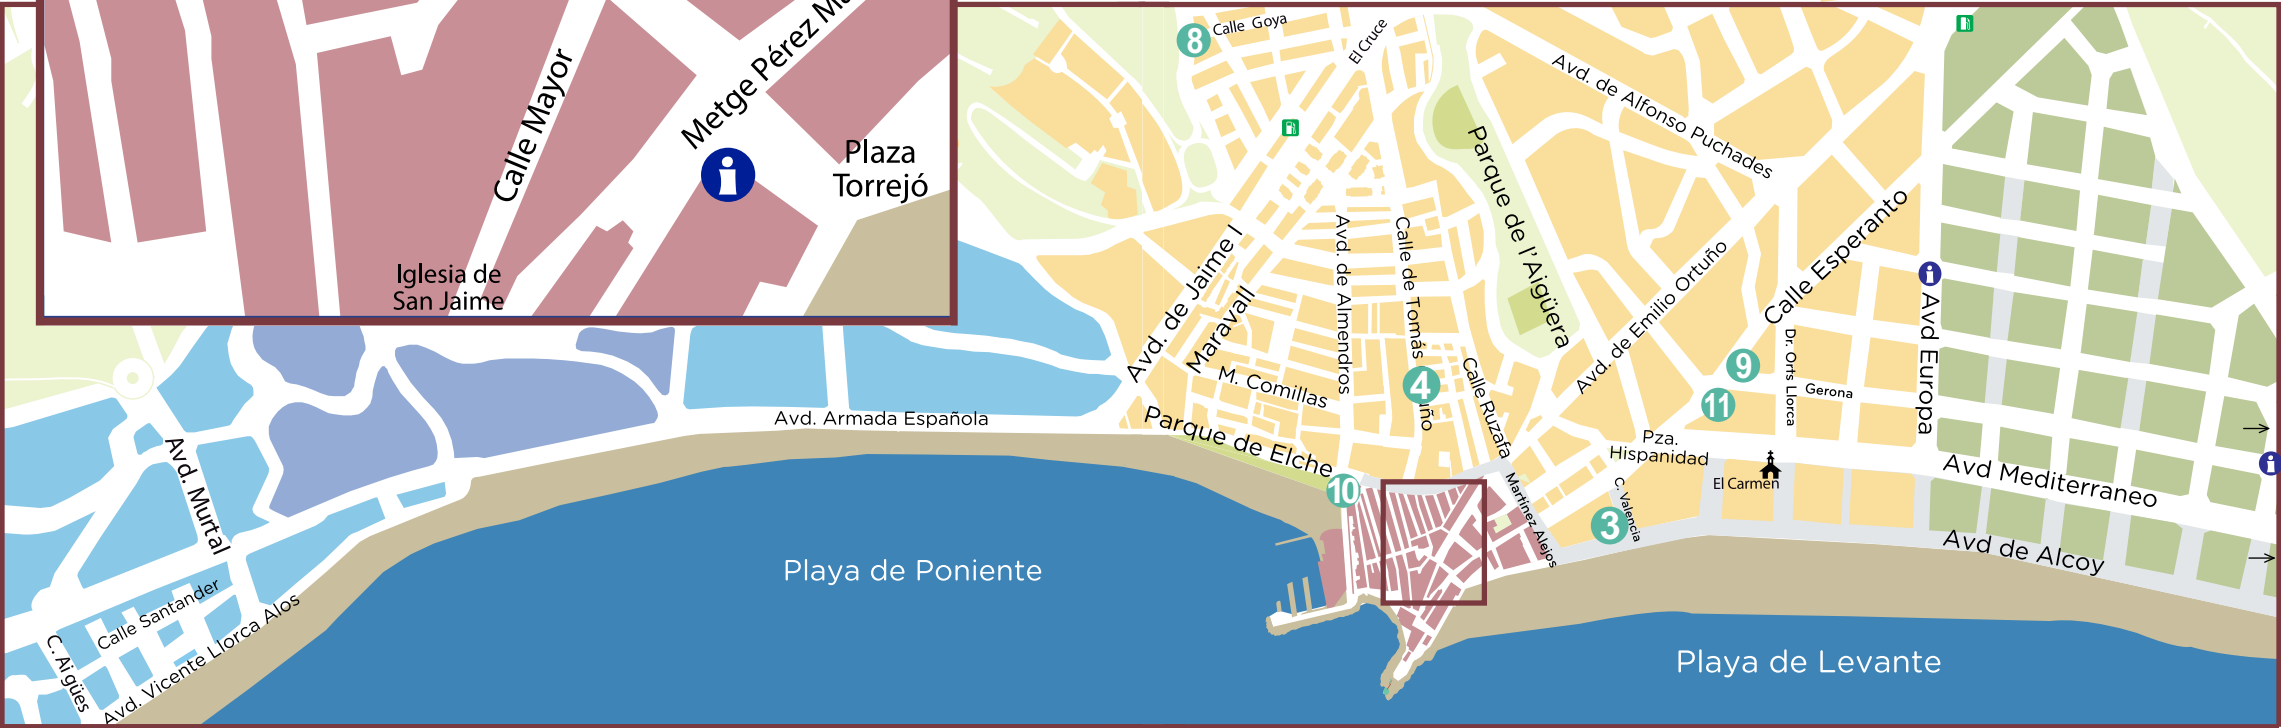 Calle Mayor
Metge Pérez Ma
Plaza
Torrejó
Iglesia de
San Jaime
8
Calle Goya
El Cruce
Avd. de Alfonso Puchades
Parque de l'Aigüera
Calle Esperanto
Avd. de Jaime I
Maravall
Avd. de Almendros
Calle de Tomás
uño
4
Avd. de Emilio Ortuño
Avd Europa
Dr. Orts Llorca
9
11
Gerona
M. Comillas
Calle Ruzafa
Avd. Armada Española
Parque de Elche
10
Pza.
Hispanidad
El Carmen
C. Valencia
3
Martínez Alejos
Avd Mediterraneo
Avd de Alcoy
Avd. Murtal
Calle Santander
C. Aigües
Avd. Vicente Llorca Alos
Playa de Poniente
Playa de Levante